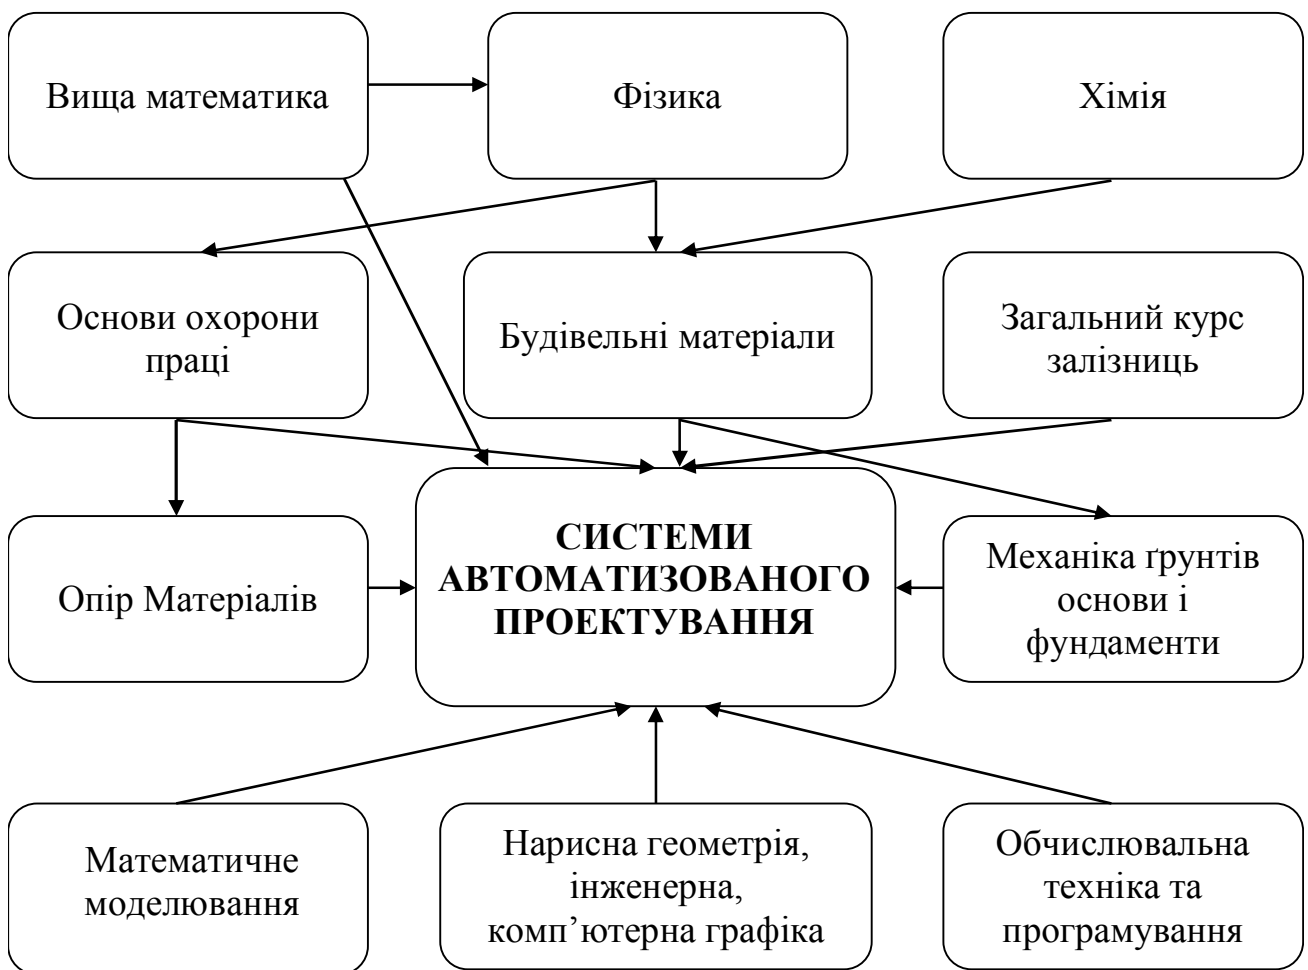 Вища математика
Фізика
Хімія
Основи охорони
праці
Будівельні матеріали
Загальний курс
залізниць
Опір Матеріалів
СИСТЕМИ
АВТОМАТИЗОВАНОГО
ПРОЕКТУВАННЯ
Механіка ґрунтів
основи і
фундаменти
Математичне
моделювання
Нарисна геометрія,
інженерна,
комп’ютерна графіка
Обчислювальна
техніка та
програмування